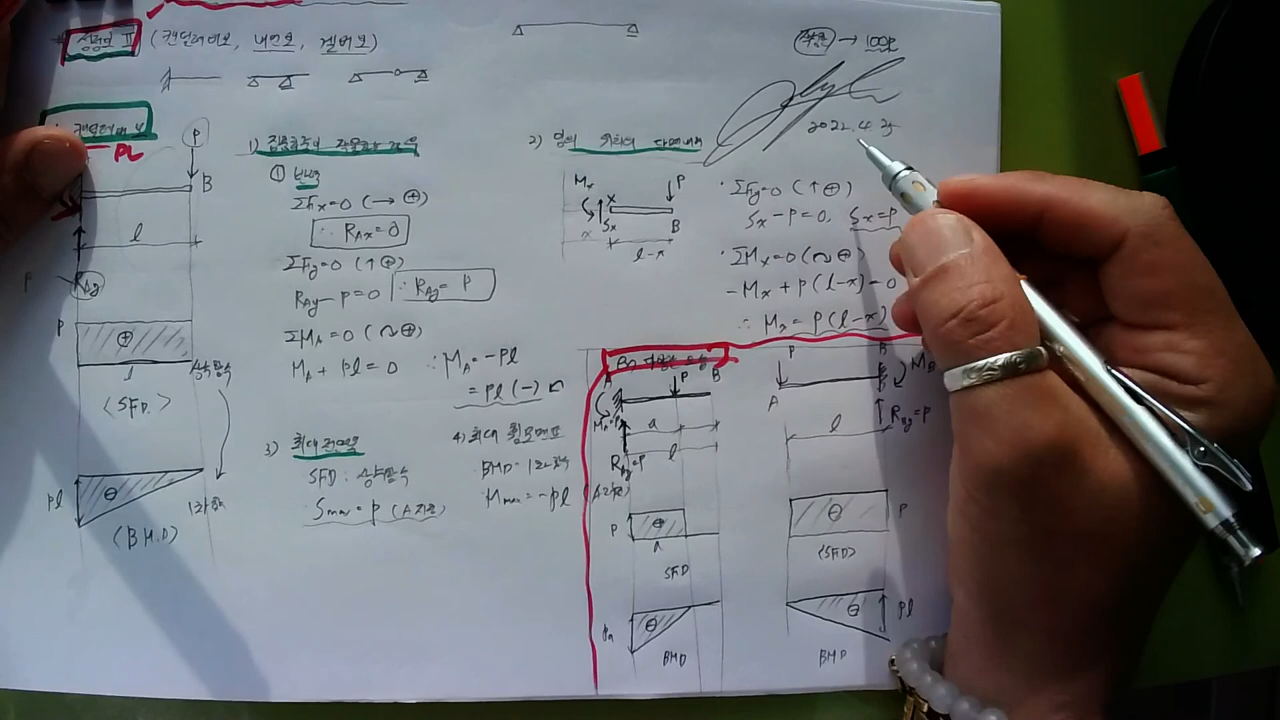 정정보 II (캔틸레버보, 내민보, 겔버보)
→ 100P
2022. 4
캔틸레버보
PL
P
B
l
P
RAy
P
⊕
l
상수함수
<SFD.>
Pl
⊖
1차함수
(B.M.D)
1) 집중하중이 작용하는 경우
① 반력
ΣFx=0 (→ ⊕)
∴ RAx=0
ΣFy=0 (↑⊕)
RAy-P=0 ∴ RAy= P
ΣMA=0 (⊕)
MA + Pl = 0 ∴ MA = -Pl
= Pl (-)
3) 최대전단력
SFD : 상수함수
Smax = P (A지점)
4) 최대 휨모멘트
BMD : 1차함수
Mmax = -Pl (A지점)
2) 임의 위치의 단면력
Mx
P
x
Sx
B
x
l-x
· ΣFy=0 (↑⊕)
Sx-P=0, Sx=P
· ΣMx=0 (⊕)
-Mx + P(l-x)=0
∴ Mx = P(l-x)
A
P
B
a
l
RAy=P
P
⊕
a
SFD
Pa
⊖
BMD
P
A
B
MB
RBy=P
l
⊖
P
<SFD>
⊖
Pl
BMD